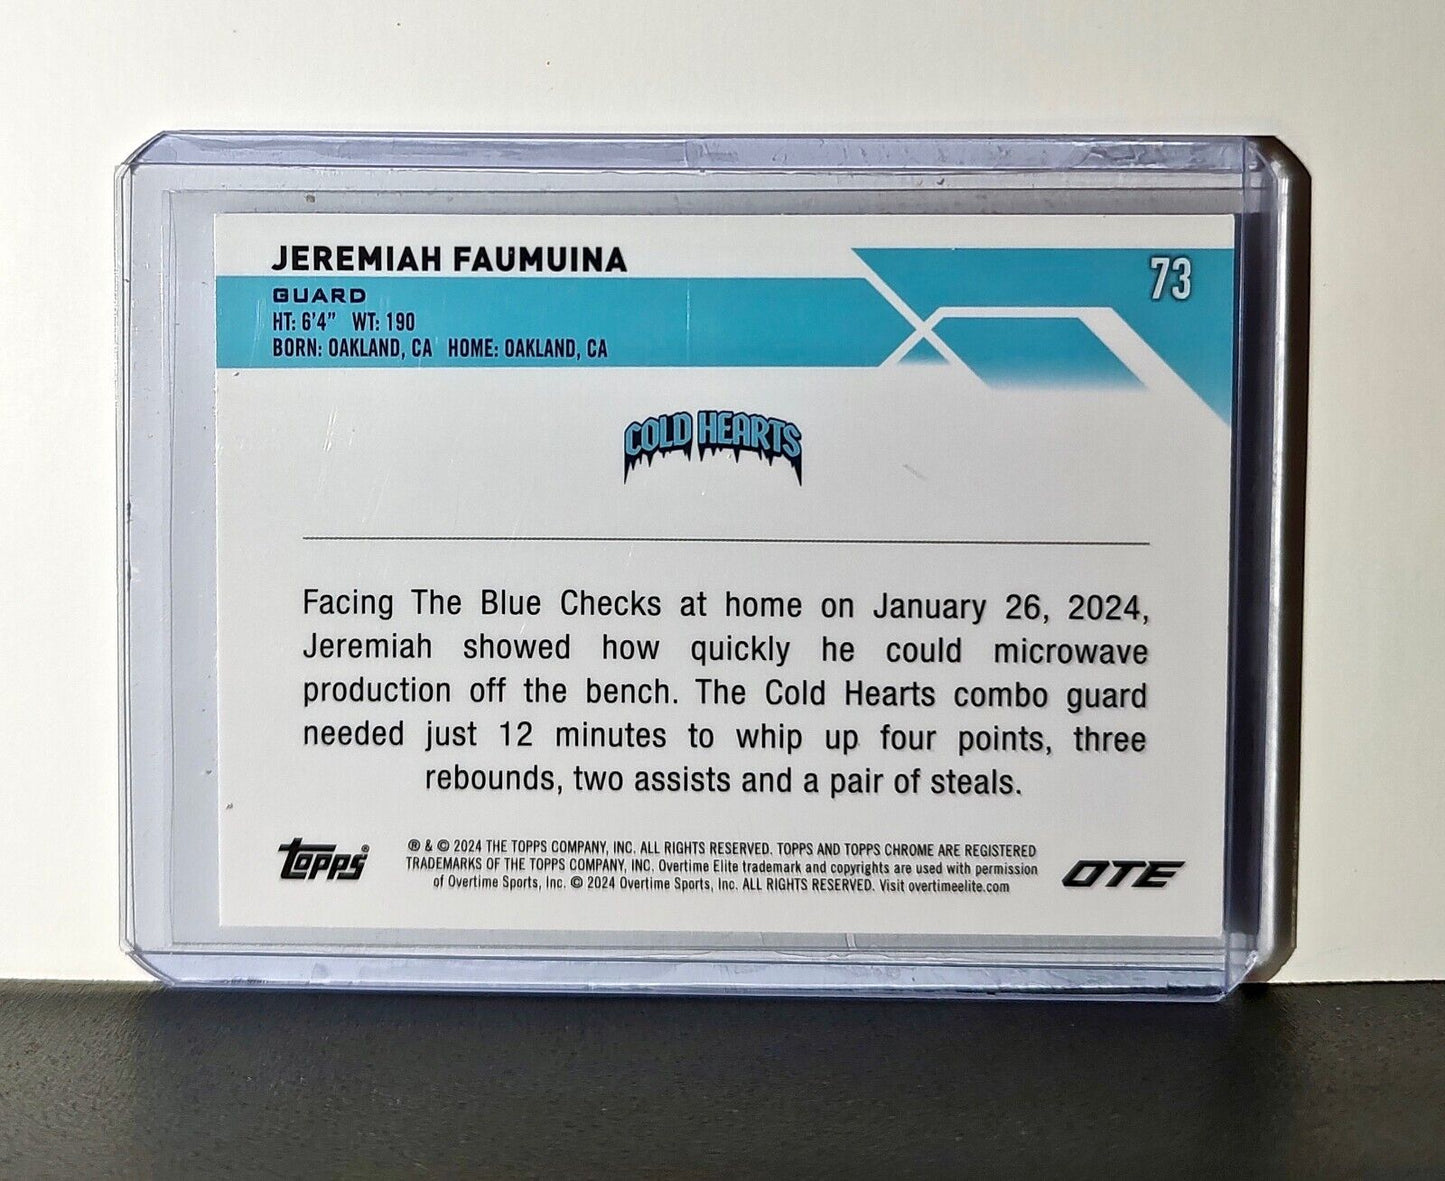 JEREMIAH FAUMUINA
73
GUARD
HT: 6'4" WT: 190
BORN: OAKLAND, CA HOME: OAKLAND, CA
COLD HEARTS
Facing The Blue Checks at home on January 26, 2024,
Jeremiah showed how quickly he could microwave
production off the bench. The Cold Hearts combo guard
needed just 12 minutes to whip up four points, three
rebounds, two assists and a pair of steals.
topps®
® & © 2024 THE TOPPS COMPANY, INC. ALL RIGHTS RESERVED. TOPPS AND TOPPS CHROME ARE REGISTERED
TRADEMARKS OF THE TOPPS COMPANY, INC. Overtime Elite trademark and copyrights are used with permission
of Overtime Sports, Inc. © 2024 Overtime Sports, Inc. ALL RIGHTS RESERVED. Visit overtimeelite.com
OTE